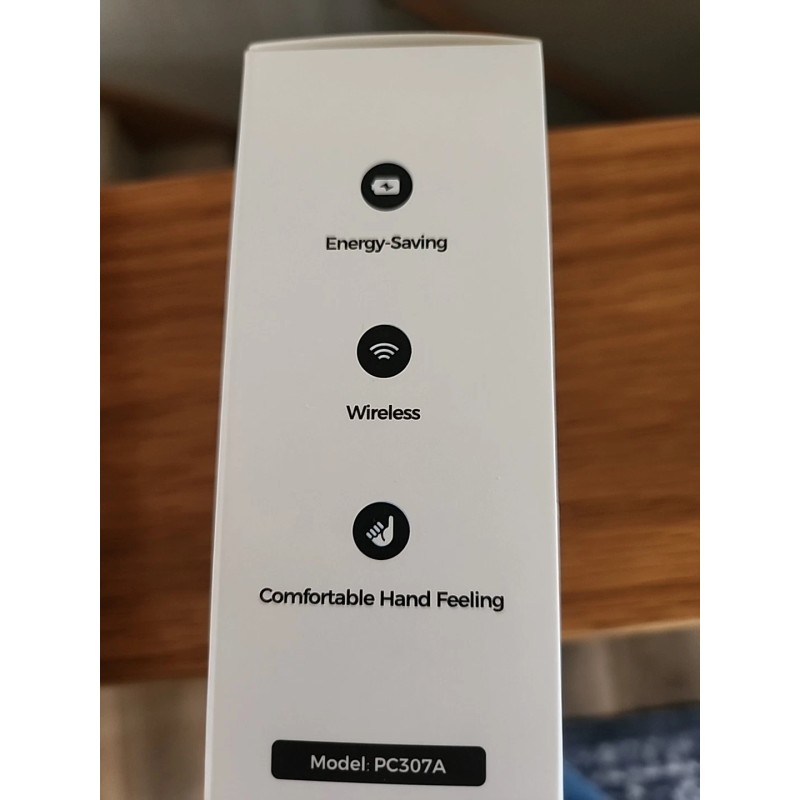 Energy-Saving
Wireless
Comfortable Hand Feeling
Model: PC307A